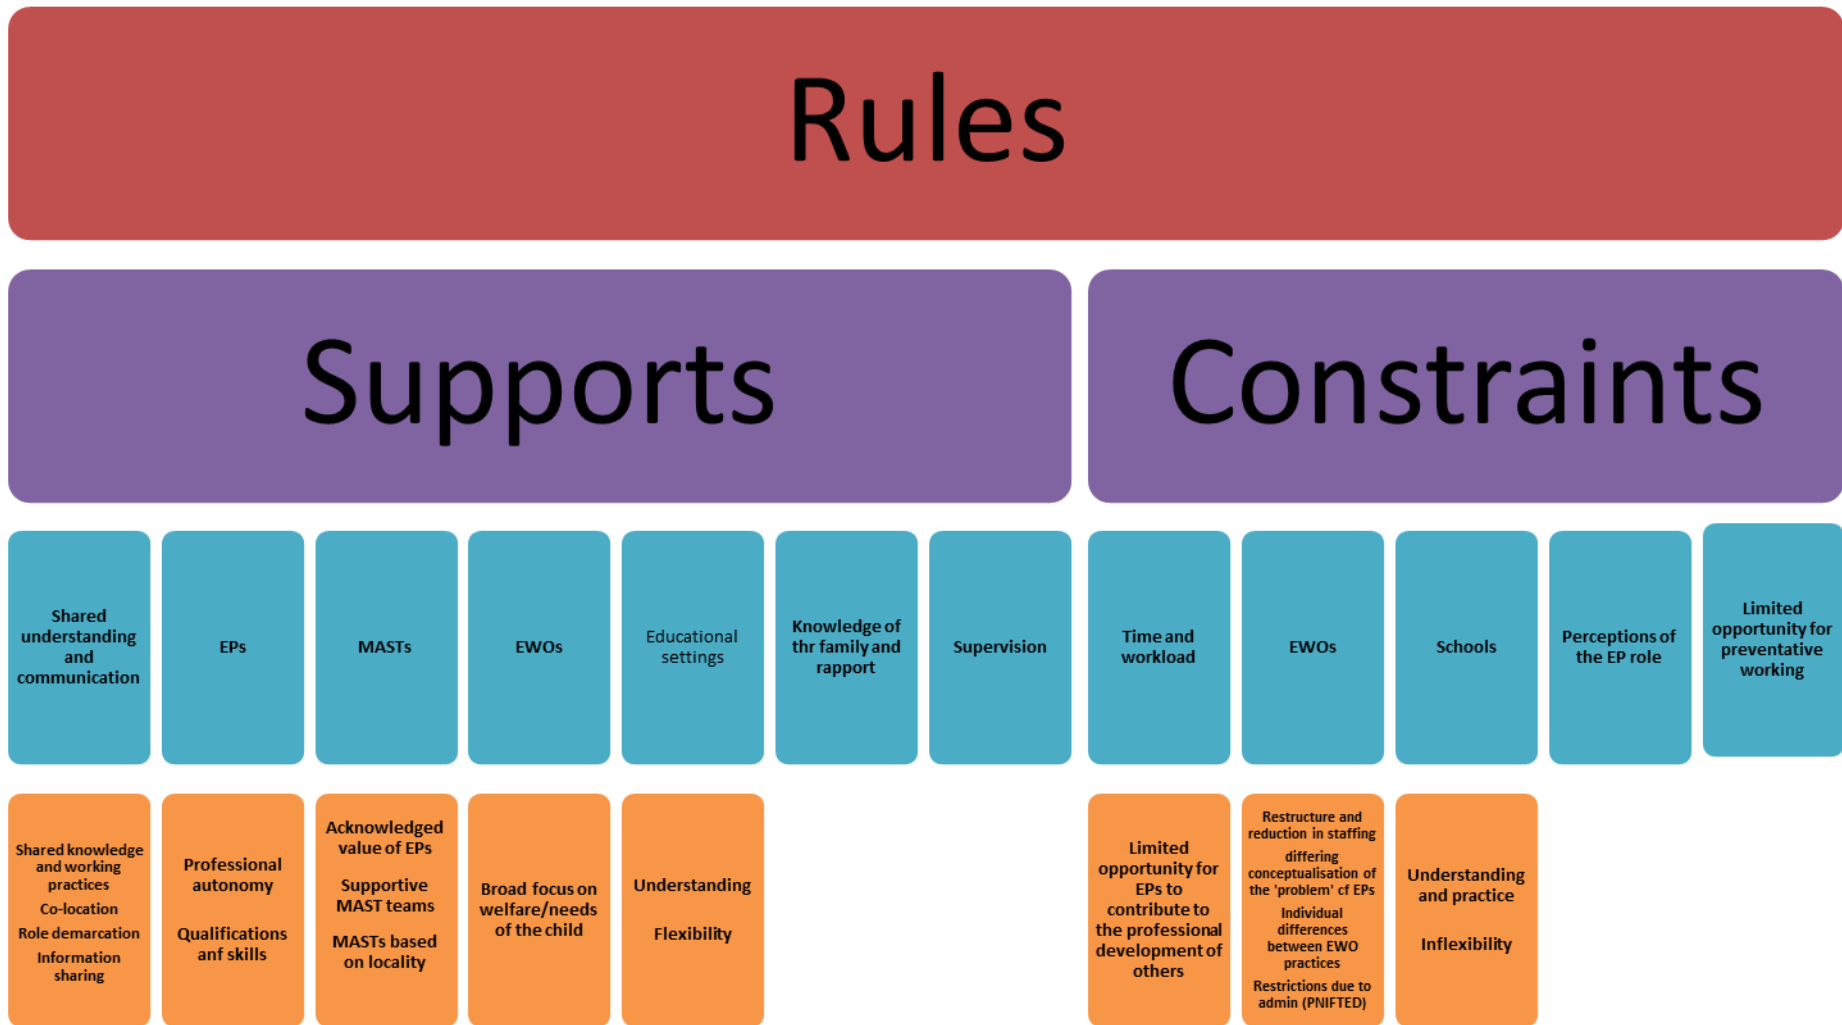 Rules
Supports
Constraints
Shared
understanding
and
communication
EPs
MASTs
EWOs
Educational
settings
Knowledge of
thr family and
rapport
Supervision
Time and
workload
EWOs
Schools
Perceptions of
the EP role
Limited
opportunity for
preventative
working
Shared knowledge
and working
practices
Co-location
Role demarcation
Information
sharing
Professional
autonomy
Qualifications
anf skills
Acknowledged
value of EPs
Supportive
MAST teams
MASTs based
on locality
Broad focus on
welfare/needs
of the child
Understanding
Flexibility
Limited
opportunity for
EPs to
contribute to
the professional
development of
others
Restructure and
reduction in staffing
differing
conceptualisation of
the 'problem' cf EPs
Individual
differences
between EWO
practices
Restrictions due to
admin (PNIFTED)
Understanding
and practice
Inflexibility